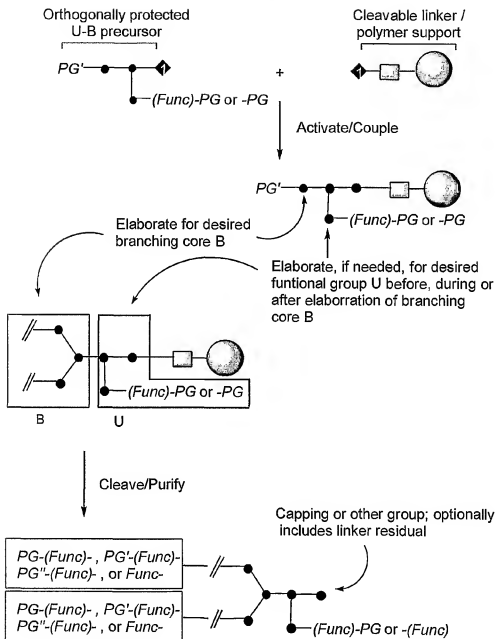 Orthogonally protected
U-B precursor
Cleavable linker /
polymer support
PG'
1
+
1
(Func)-PG or -PG
Activate/Couple
PG'
(Func)-PG or -PG
Elaborate for desired
branching core B
Elaborate, if needed, for desired
funtional group U before, during or
after elaborration of branching
core B
(Func)-PG or -PG
B
U
Cleave/Purify
Capping or other group; optionally
includes linker residual
PG-(Func)- , PG'-(Func)-
PG"-(Func)- , or Func-
PG-(Func)- , PG'-(Func)-
PG"-(Func)- , or Func-
(Func)-PG or -(Func)